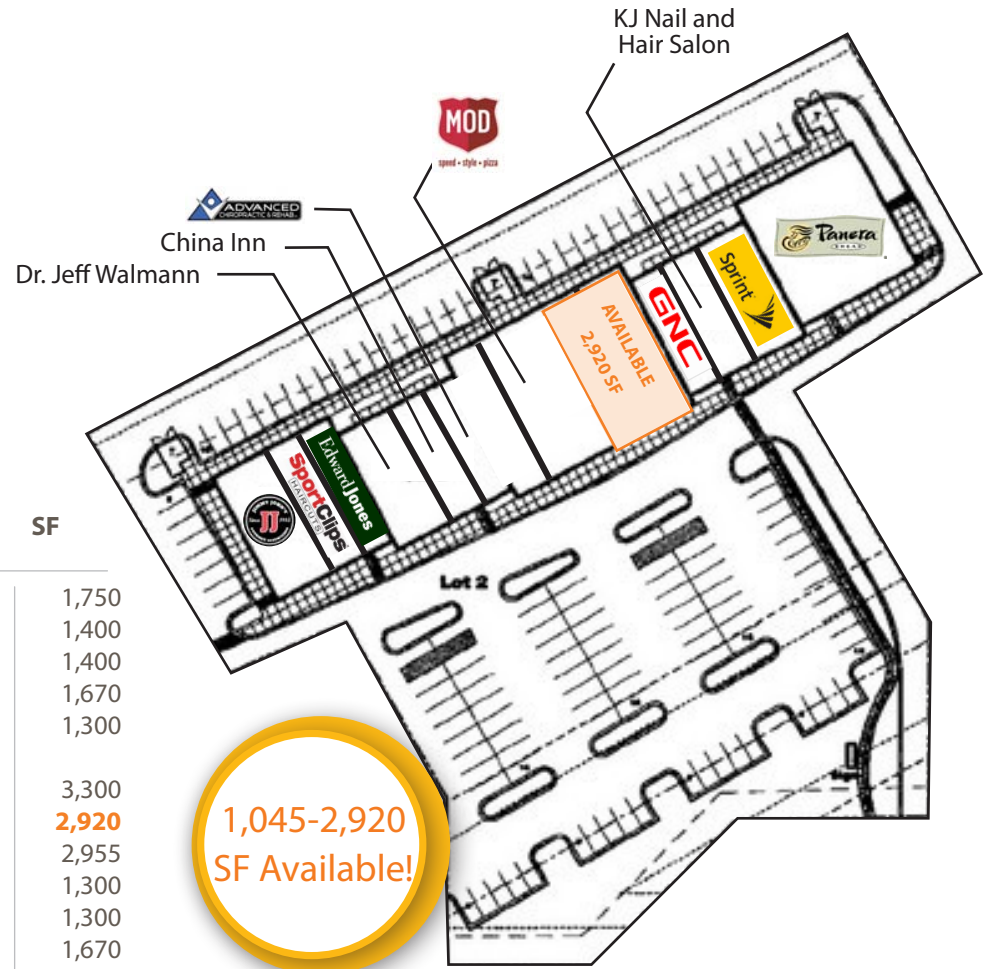 KJ Nail and
Hair Salon
MOD
speed • style • pizza
ADVANCED
CHIROPRACTIC & REHAB
China Inn
Dr. Jeff Walmann
Panera
BREAD
Sprint
GNC
AVAILABLE
2,920 SF
Edward Jones
SportClips
HAIRCUTS
JJ
Lot 2
SF
1,750
1,400
1,400
1,670
1,300
3,300
2,920
2,955
1,300
1,300
1,670
1,045-2,920
SF Available!